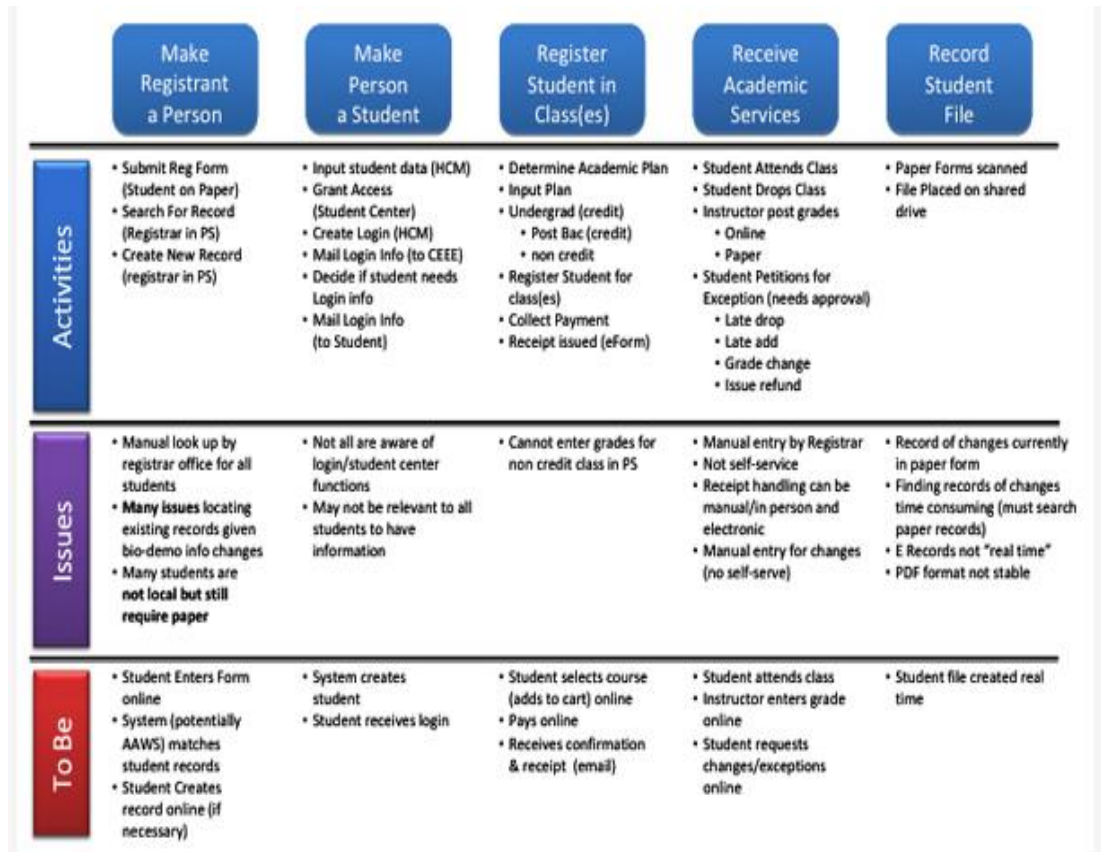 Make
Registrant
a Person
Make
Person
a Student
Register
Student in
Class(es)
Receive
Academic
Services
Record
Student
File
Activities
• Submit Reg Form
(Student on Paper)
• Search For Record
(Registrar in PS)
• Create New Record
(registrar in PS)
• Input student data (HCM)
• Grant Access
(Student Center)
• Create Login (HCM)
• Mail Login Info (to CEEE)
• Decide if student needs
Login info
• Mail Login Info
(to Student)
• Determine Academic Plan
• Input Plan
• Undergrad (credit)
• Post Bac (credit)
• non credit
• Register Student for
class(es)
• Collect Payment
• Receipt issued (eForm)
• Student Attends Class
• Student Drops Class
• Instructor post grades
• Online
• Paper
• Student Petitions for
Exception (needs approval)
• Late drop
• Late add
• Grade change
• Issue refund
• Paper Forms scanned
• File Placed on shared
drive
Issues
• Manual look up by
registrar office for all
students
• Many issues locating
existing records given
bio-demo info changes
• Many students are
not local but still
require paper
• Not all are aware of
login/student center
functions
• May not be relevant to all
students to have
information
• Cannot enter grades for
non credit class in PS
• Manual entry by Registrar
• Not self-service
• Receipt handling can be
manual/in person and
electronic
• Manual entry for changes
(no self-serve)
• Record of changes currently
in paper form
• Finding records of changes
time consuming (must search
paper records)
• E Records not "real time"
• PDF format not stable
To Be
• Student Enters Form
online
• System (potentially
AAWS) matches
student records
• Student Creates
record online (if
necessary)
• System creates
student
• Student receives login
• Student selects course
(adds to cart) online
• Pays online
• Receives confirmation
& receipt (email)
• Student attends class
• Instructor enters grade
online
• Student requests
changes/exceptions
online
• Student file created real
time